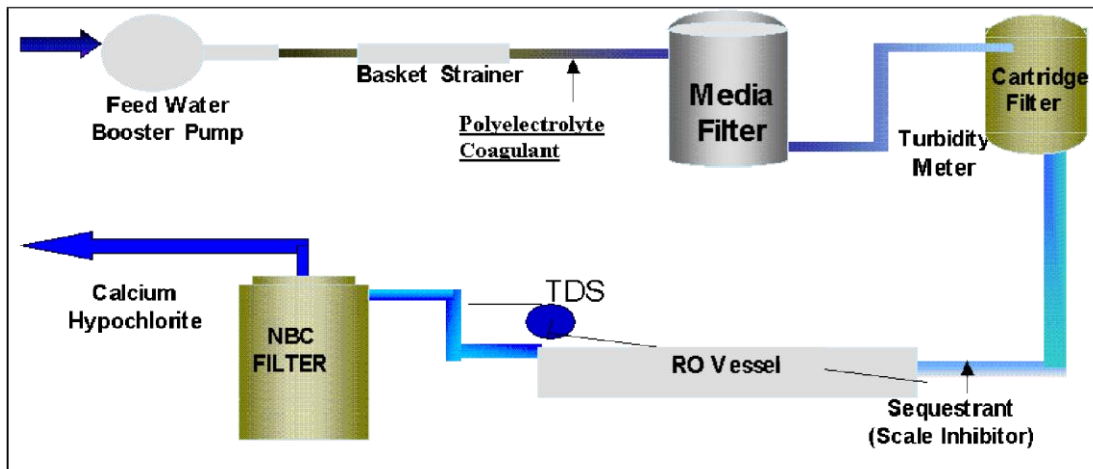 Feed Water
Booster Pump
Basket Strainer
Polyelectrolyte
Coagulant
Media
Filter
Turbidity
Meter
Cartridge
Filter
Calcium
Hypochlorite
NBC
FILTER
TDS
RO Vessel
Sequestrant
(Scale Inhibitor)